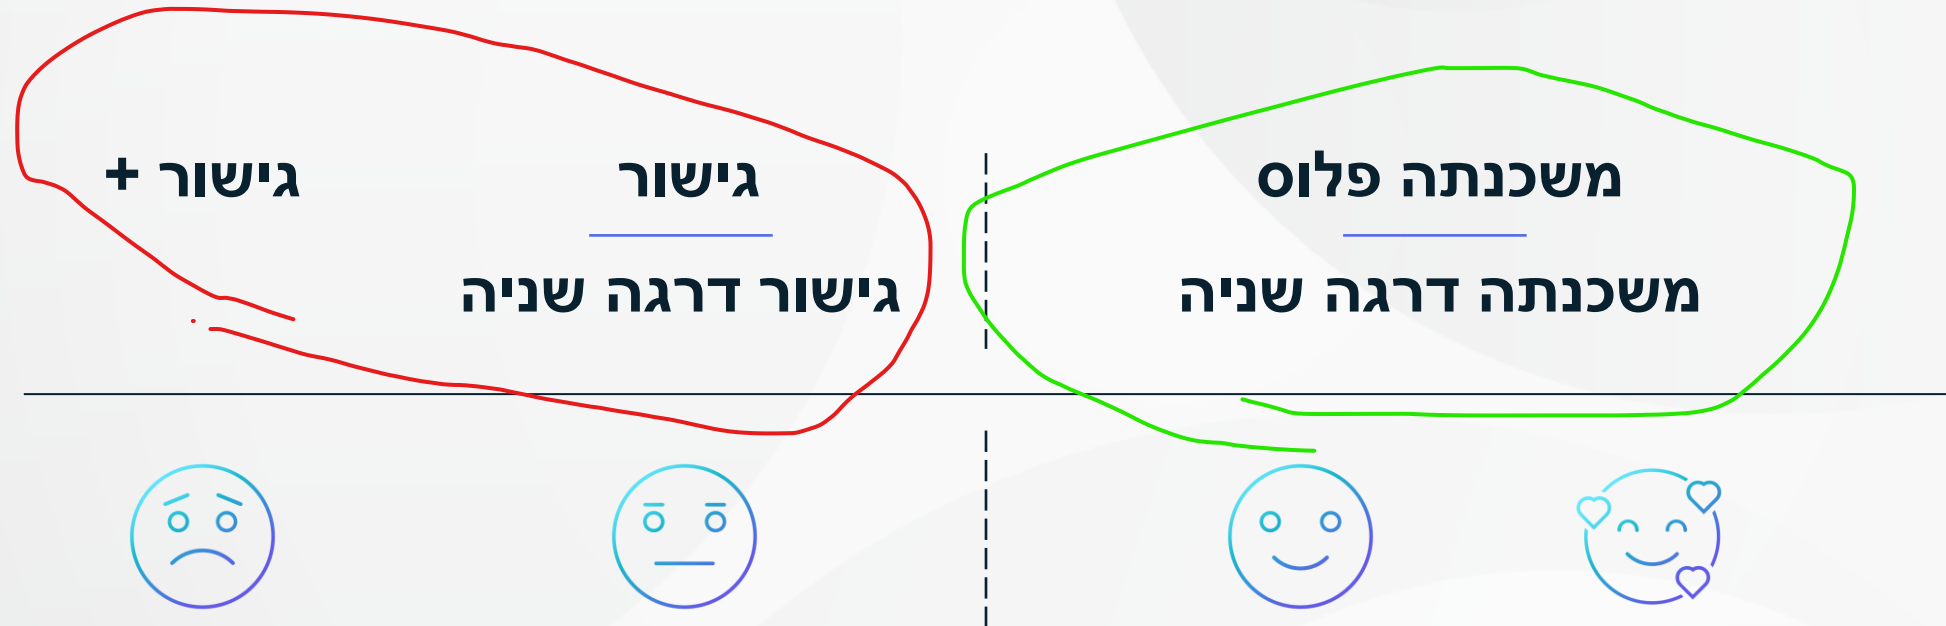 משכנתה פלוס
משכנתה דרגה שניה
גישור
גישור דרגה שניה
גישור +